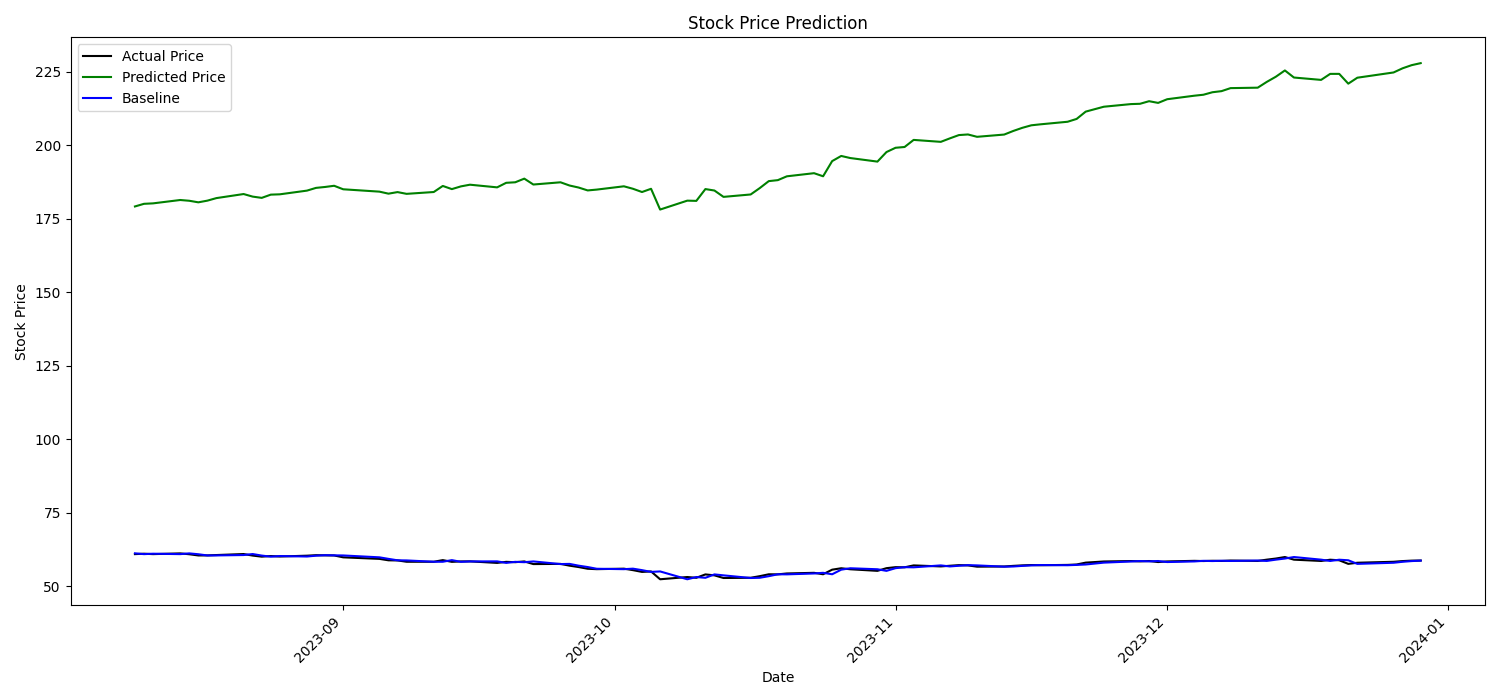 Stock Price Prediction
Actual Price
Predicted Price
Baseline
Stock Price
225
200
175
150
125
100
75
50
2023-09
2023-10
2023-11
2023-12
2024-01
Date